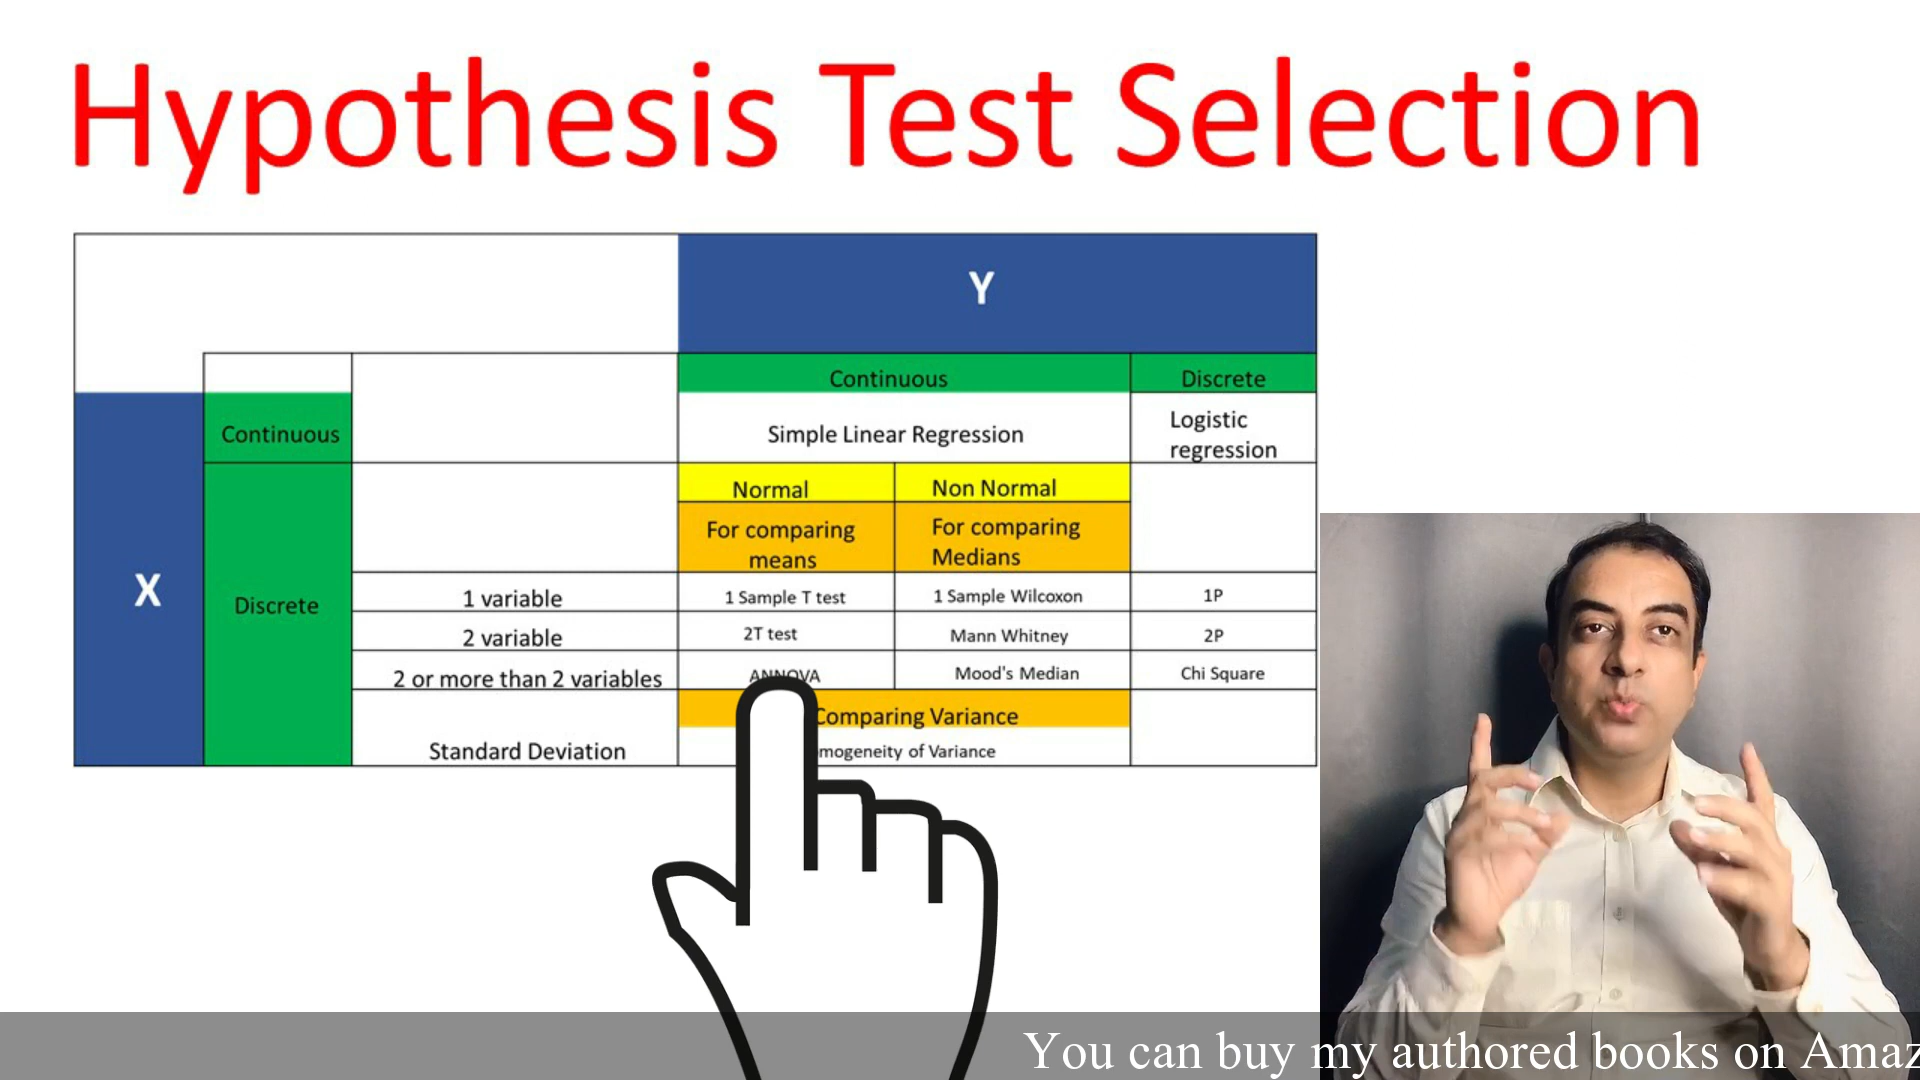 Hypothesis Test Selection
Y
Continuous
Discrete
Continuous
Simple Linear Regression
Logistic
regression
X
Discrete
Normal
Non Normal
For comparing
means
For comparing
Medians
1 variable
1 Sample T test
1 Sample Wilcoxon
1P
2 variable
2T test
Mann Whitney
2P
2 or more than 2 variables
ANNOVA
Mood's Median
Chi Square
Comparing Variance
Standard Deviation
mogeneity of Variance
You can buy my authored books on Amaz